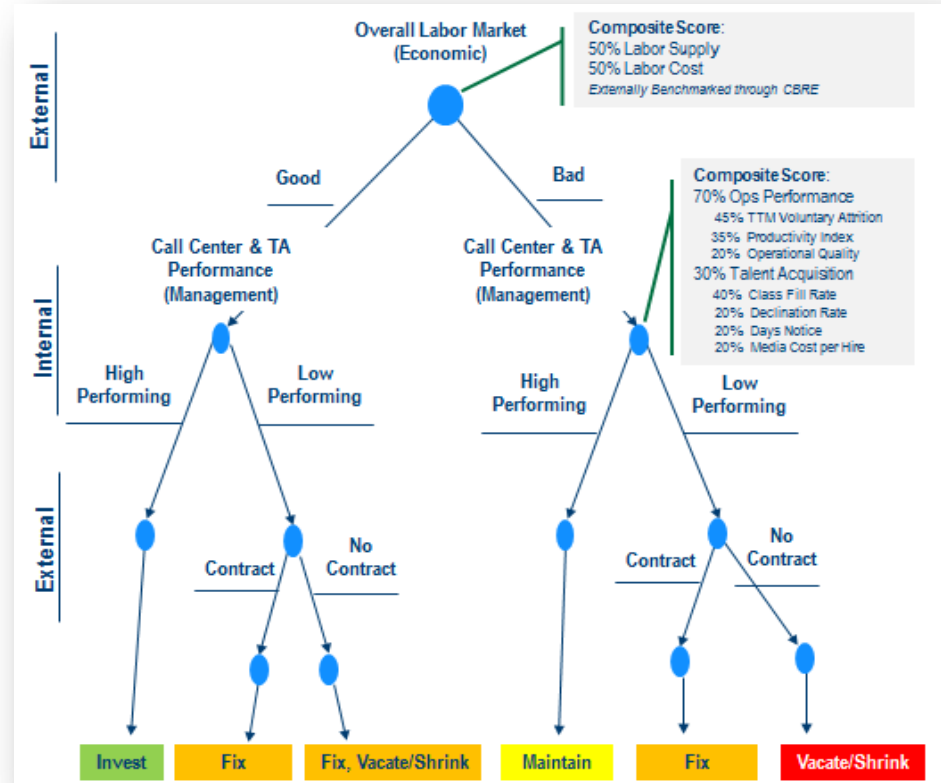 Overall Labor Market
(Economic)
Composite Score:
50% Labor Supply
50% Labor Cost
Externally Benchmarked through CBRE
External
Good
Bad
Composite Score:
70% Ops Performance
45% TTM Voluntary Attrition
35% Productivity Index
20% Operational Quality
30% Talent Acquisition
40% Class Fill Rate
20% Declination Rate
20% Days Notice
20% Media Cost per Hire
Call Center & TA
Performance
(Management)
Call Center & TA
Performance
(Management)
Internal
High
Performing
Low
Performing
High
Performing
Low
Performing
External
Contract
No
Contract
Contract
No
Contract
Invest
Fix
Fix, Vacate/Shrink
Maintain
Fix
Vacate/Shrink